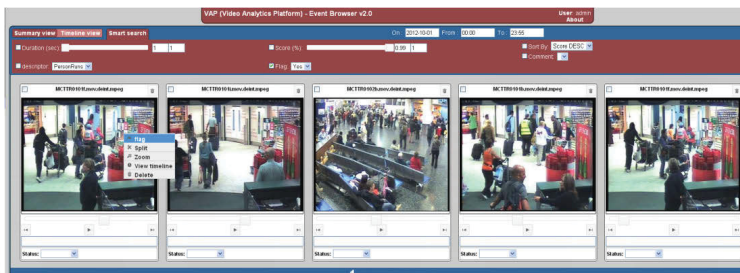 VAP (Video Analytics Platform) - Event Browser v2.0
User: admin
About
Summary view Timeline view Smart search
On: 2012-10-01 From: 00:00 To: 23:55
Duration (sec) 1 1
Score (%) 0.99 1
Sort By: Score DESC
Comment:
descriptor: PersonRuns
Flag: Yes
flag
Split
Zoom
View timeline
Delete
Status: Status: Status: Status: Status: